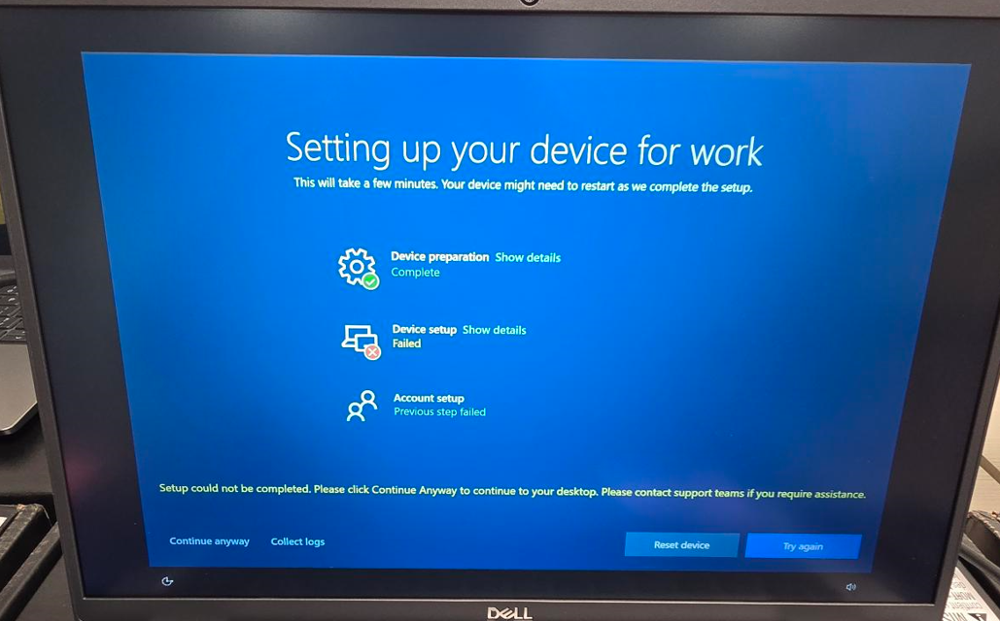 Setting up your device for work
This will take a few minutes. Your device might need to restart as we complete the setup.
Device preparation Show details
Complete
Device setup Show details
Failed
Account setup
Previous step failed
Setup could not be completed. Please click Continue Anyway to continue to your desktop. Please contact support teams if you require assistance.
Continue anyway Collect logs Reset device Try again
DELL